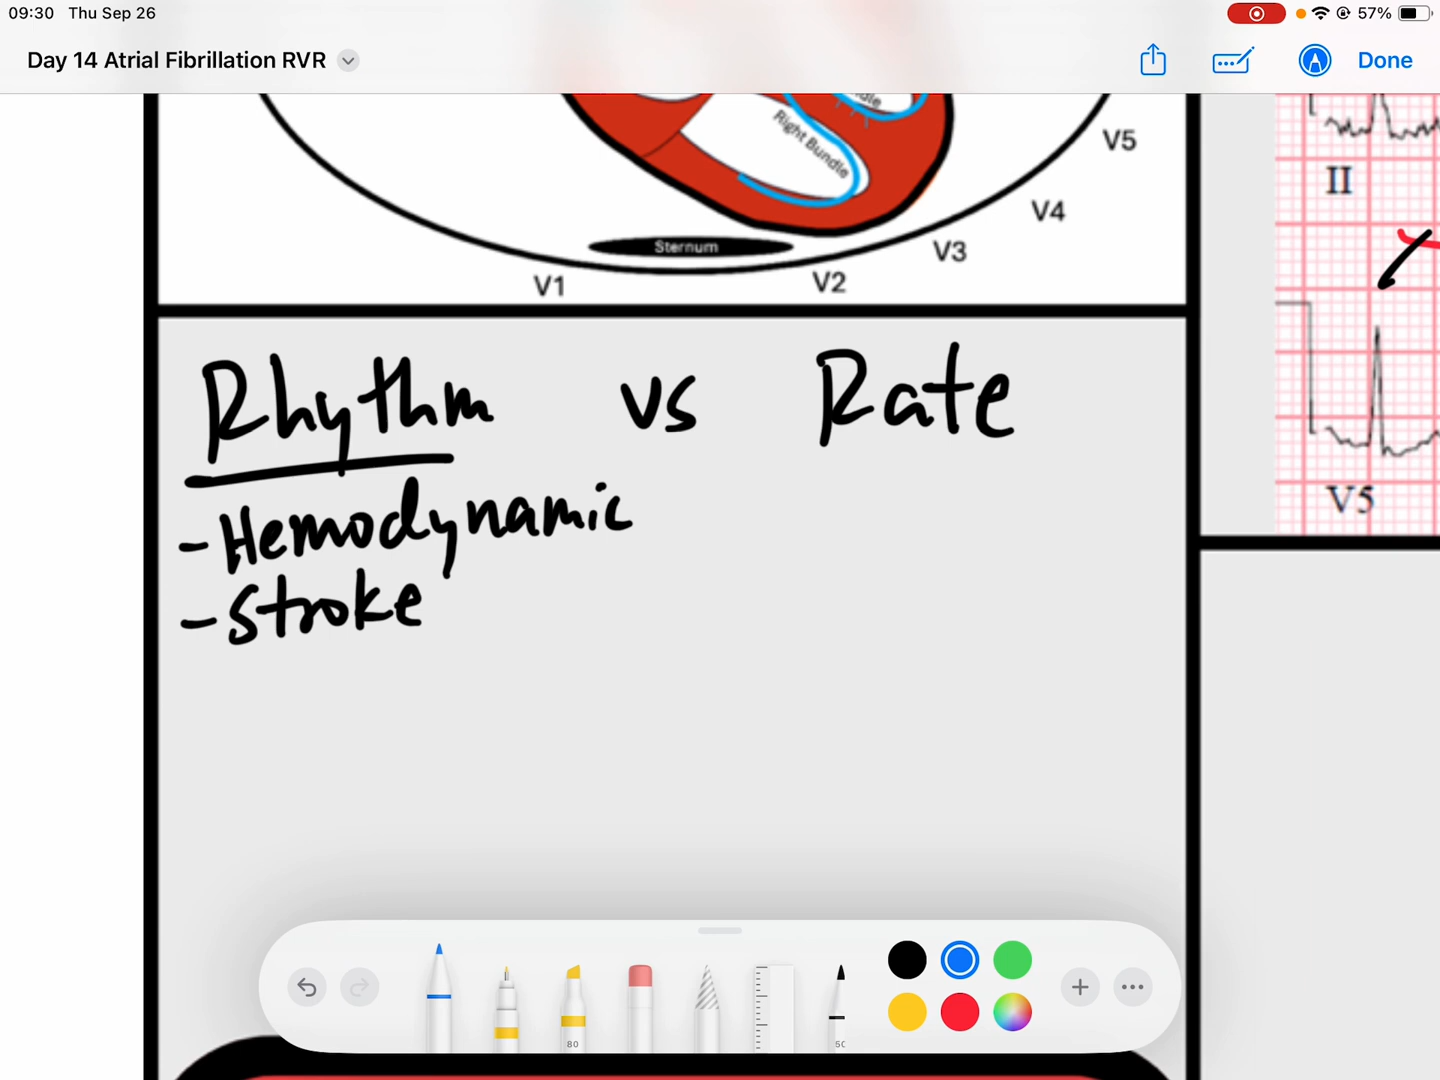 09:30 Thu Sep 26 57%
Day 14 Atrial Fibrillation RVR
Done
Right Bundle
Sternum
V1
V2
V3
V4
V5
II
V5
Rhythm vs Rate
- Hemodynamic
- Stroke
80